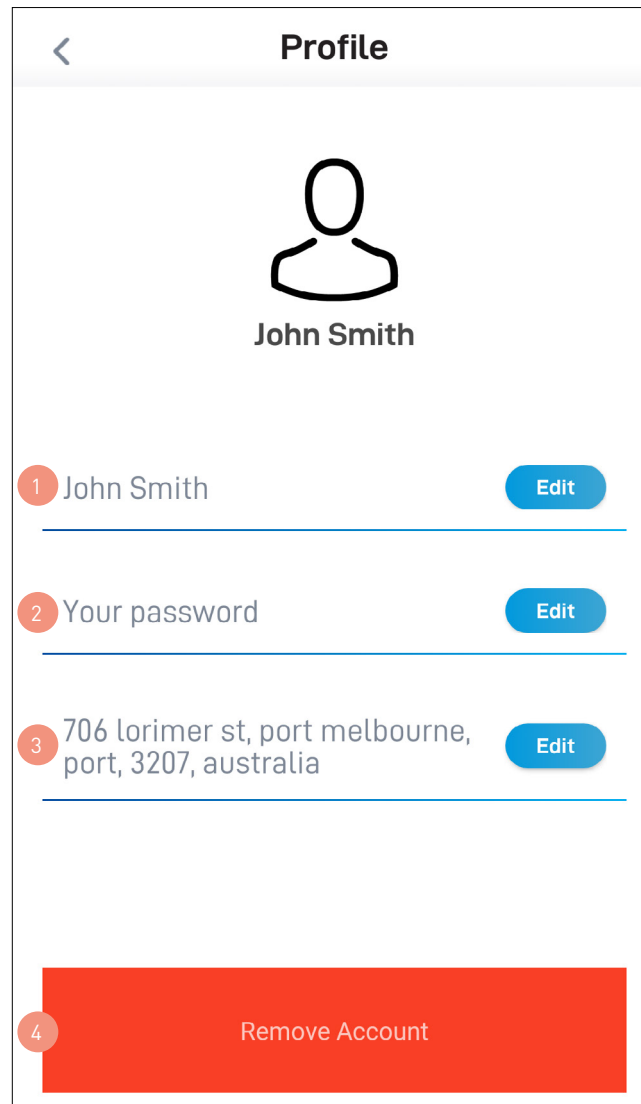 Profile
John Smith
1 John Smith Edit
2 Your password Edit
3 706 lorimer st, port melbourne,
port, 3207, australia Edit
4 Remove Account